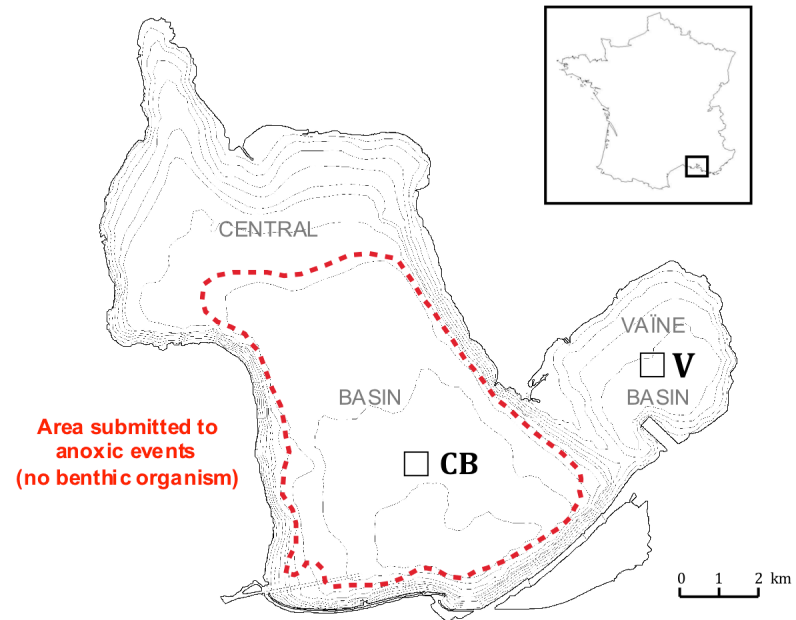 CENTRAL
VAÏNE
V
BASIN
BASIN
Area submitted to
anoxic events
(no benthic organism)
CB
0 1 2 km